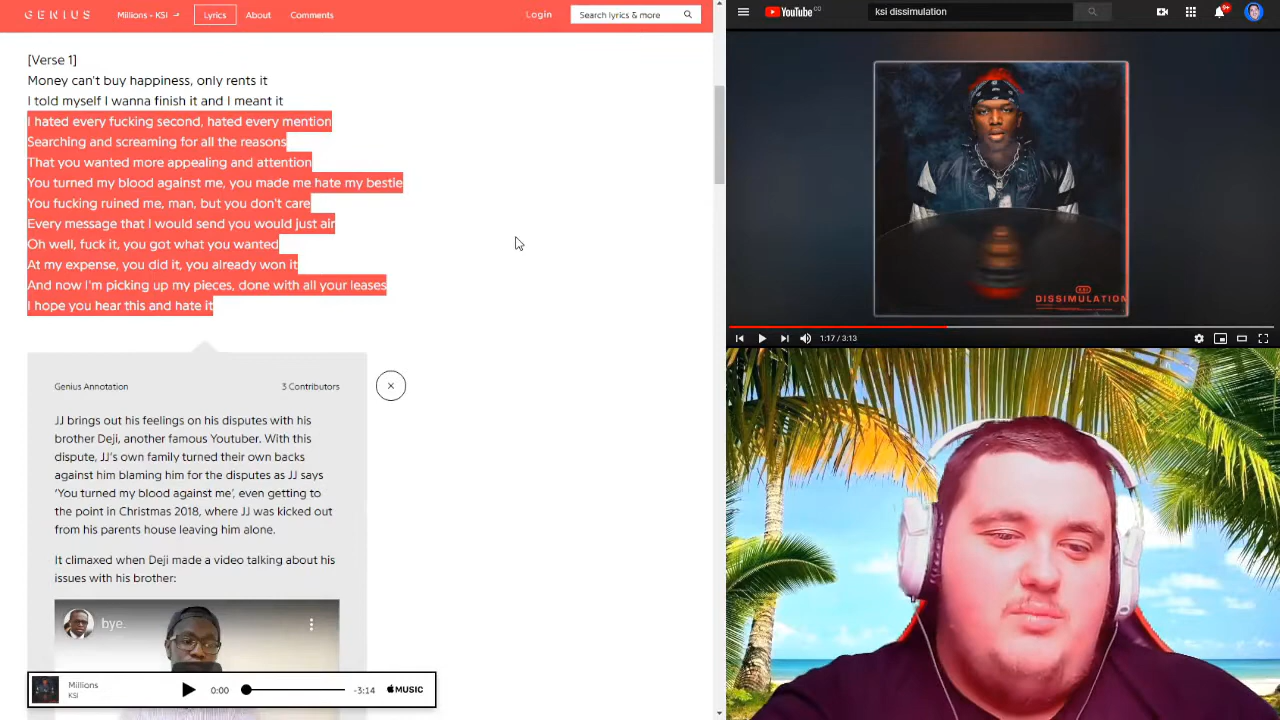 GENIUS
Millions - KSI
Lyrics
About
Comments
Login
Search lyrics & more
[Verse 1]
Money can't buy happiness, only rents it
I told myself I wanna finish it and I meant it
I hated every fucking second, hated every mention
Searching and screaming for all the reasons
That you wanted more appealing and attention
You turned my blood against me, you made me hate my bestie
You fucking ruined me, man, but you don't care
Every message that I would send you would just air
Oh well, fuck it, you got what you wanted
At my expense, you did it, you already won it
And now I'm picking up my pieces, done with all your leases
I hope you hear this and hate it
Genius Annotation
3 Contributors
JJ brings out his feelings on his disputes with his
brother Deji, another famous Youtuber. With this
dispute, JJ's own family turned their own backs
against him blaming him for the disputes as JJ says
'You turned my blood against me', even getting to
the point in Christmas 2018, where JJ was kicked out
from his parents house leaving him alone.
It climaxed when Deji made a video talking about his
issues with his brother:
bye.
Millions
KSI
0:00
-3:14
MUSIC
YouTube CO
ksi dissimulation
9+
KSI
DISSIMULATION
1:17 / 3:13